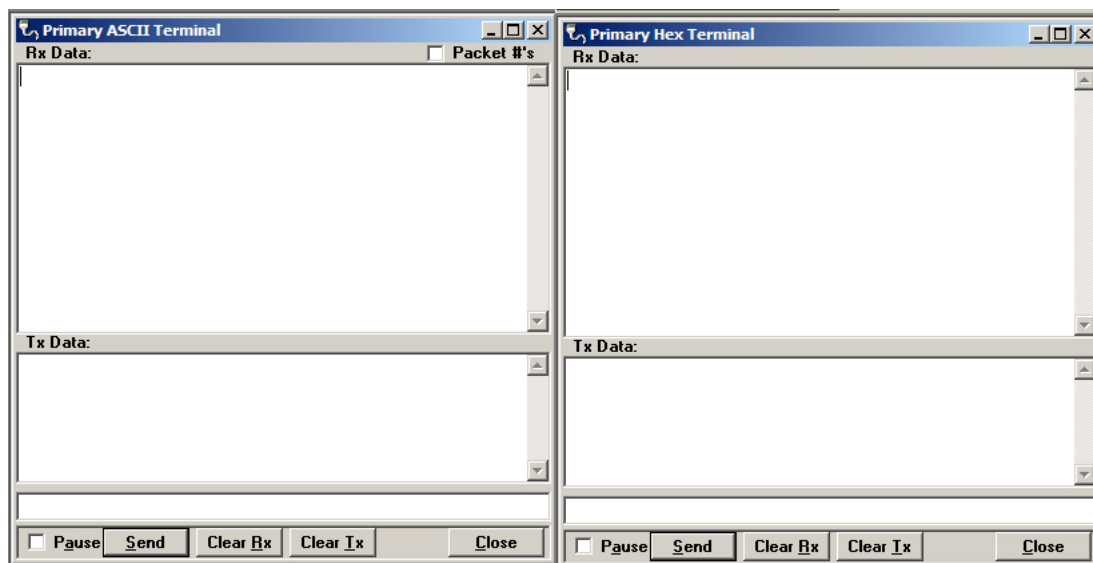 Primary ASCII Terminal
Rx Data: Packet #'s
Tx Data:
Pause Send Clear Rx Clear Tx Close
Primary Hex Terminal
Rx Data:
Tx Data:
Pause Send Clear Rx Clear Tx Close